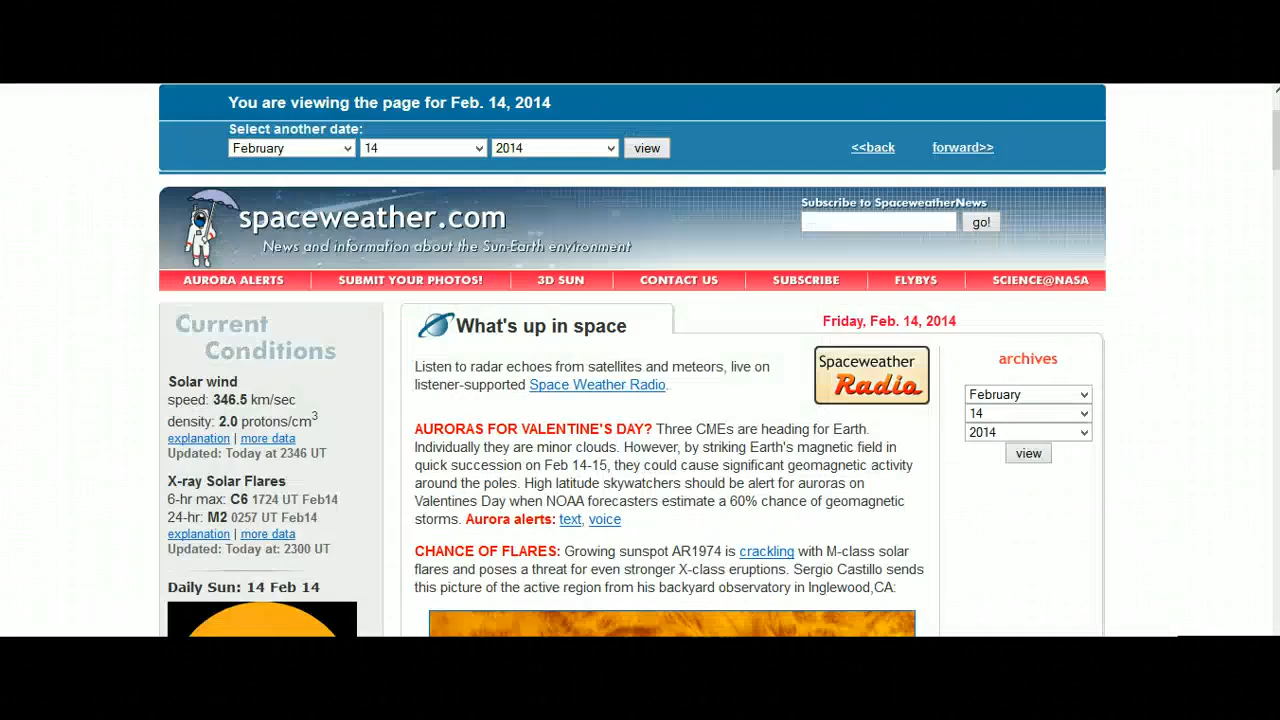 You are viewing the page for Feb. 14, 2014
Select another date:
February 14 2014 view <<back forward>>
spaceweather.com
News and information about the Sun-Earth environment
Subscribe to SpaceweatherNews
go!
AURORA ALERTS SUBMIT YOUR PHOTOS! 3D SUN CONTACT US SUBSCRIBE FLYBYS SCIENCE@NASA
Current
Conditions
Solar wind
speed: 346.5 km/sec
density: 2.0 protons/cm3
explanation | more data
Updated: Today at 2346 UT
X-ray Solar Flares
6-hr max: C6 1724 UT Feb14
24-hr: M2 0257 UT Feb14
explanation | more data
Updated: Today at: 2300 UT
Daily Sun: 14 Feb 14
What's up in space
Friday, Feb. 14, 2014
Listen to radar echoes from satellites and meteors, live on
listener-supported Space Weather Radio.
Spaceweather
Radio
AURORAS FOR VALENTINE'S DAY? Three CMEs are heading for Earth.
Individually they are minor clouds. However, by striking Earth's magnetic field in
quick succession on Feb 14-15, they could cause significant geomagnetic activity
around the poles. High latitude skywatchers should be alert for auroras on
Valentines Day when NOAA forecasters estimate a 60% chance of geomagnetic
storms. Aurora alerts: text, voice
CHANCE OF FLARES: Growing sunspot AR1974 is crackling with M-class solar
flares and poses a threat for even stronger X-class eruptions. Sergio Castillo sends
this picture of the active region from his backyard observatory in Inglewood,CA:
archives
February
14
2014
view